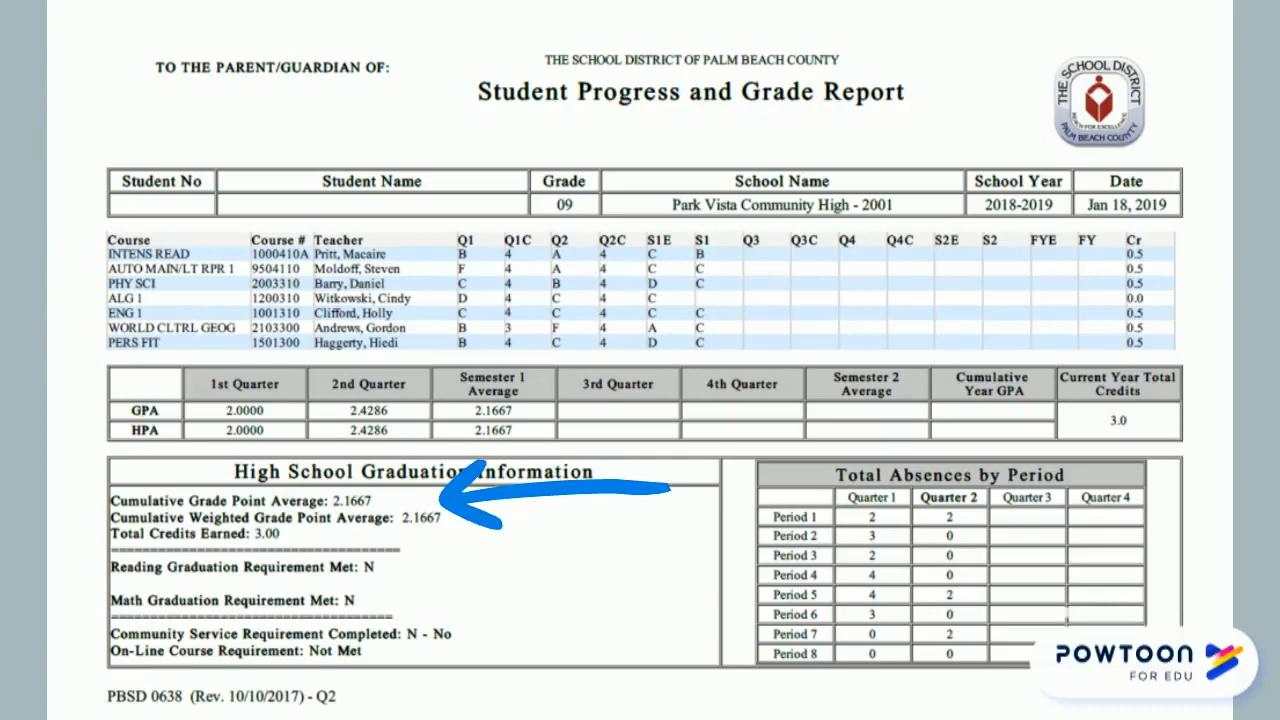 THE SCHOOL DISTRICT OF PALM BEACH COUNTY
TO THE PARENT/GUARDIAN OF:
Student Progress and Grade Report
THE SCHOOL DISTRICT
REACH FOR EXCELLENCE
PALM BEACH COUNTY
Student No Student Name Grade School Name School Year Date
09 Park Vista Community High - 2001 2018-2019 Jan 18, 2019
Course Course # Teacher Q1 Q1C Q2 Q2C S1E S1 Q3 Q3C Q4 Q4C S2E S2 FYE FY Cr
INTENS READ 1000410A Pritt, Macaire B 4 A 4 C B 0.5
AUTO MAIN/LT RPR 1 9504110 Moldoff, Steven F 4 A 4 C C 0.5
PHY SCI 2003310 Barry, Daniel C 4 B 4 D C 0.5
ALG 1 1200310 Witkowski, Cindy D 4 C 4 C 0.0
ENG 1 1001310 Clifford, Holly C 4 C 4 C C 0.5
WORLD CLTRL GEOG 2103300 Andrews, Gordon B 3 F 4 A C 0.5
PERS FIT 1501300 Haggerty, Hiedi B 4 C 4 D C 0.5
1st Quarter 2nd Quarter Semester 1 Average 3rd Quarter 4th Quarter Semester 2 Average Cumulative Year GPA Current Year Total Credits
GPA 2.0000 2.4286 2.1667 3.0
HPA 2.0000 2.4286 2.1667
High School Graduation Information
Cumulative Grade Point Average: 2.1667
Cumulative Weighted Grade Point Average: 2.1667
Total Credits Earned: 3.00
Reading Graduation Requirement Met: N
Math Graduation Requirement Met: N
Community Service Requirement Completed: N - No
On-Line Course Requirement: Not Met
Total Absences by Period
Quarter 1 Quarter 2 Quarter 3 Quarter 4
Period 1 2 2
Period 2 3 0
Period 3 2 0
Period 4 4 0
Period 5 4 2
Period 6 3 0
Period 7 0 2
Period 8 0 0
PBSD 0638 (Rev. 10/10/2017) - Q2
POWTOON
FOR EDU